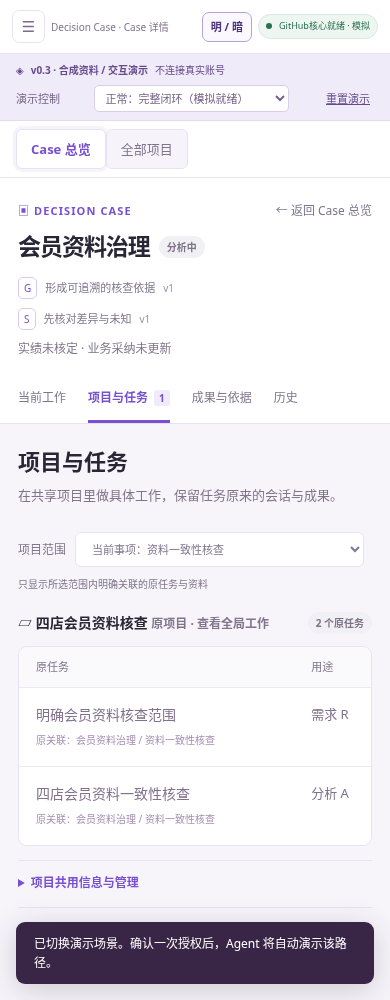 ☰ Decision Case · Case 详情 明 / 暗 GitHub核心就绪 · 模拟
◈ v0.3 · 合成资料 / 交互演示 不连接真实账号
演示控制 正常：完整闭环（模拟就绪） 重置演示
Case 总览 全部项目
DECISION CASE ← 返回 Case 总览
会员资料治理 分析中
G 形成可追溯的核查依据 v1
S 先核对差异与未知 v1
实绩未核定 · 业务采纳未更新
当前工作 项目与任务 1 成果与依据 历史
项目与任务
在共享项目里做具体工作，保留任务原来的会话与成果。
项目范围 当前事项：资料一致性核查
只显示所选范围内明确关联的原任务与资料
▱ 四店会员资料核查 原项目 · 查看全局工作 2 个原任务
原任务 用途
明确会员资料核查范围 需求 R
原关联：会员资料治理 / 资料一致性核查
四店会员资料一致性核查 分析 A
原关联：会员资料治理 / 资料一致性核查
▶ 项目共用信息与管理
已切换演示场景。确认一次授权后，Agent 将自动演示该路
径。